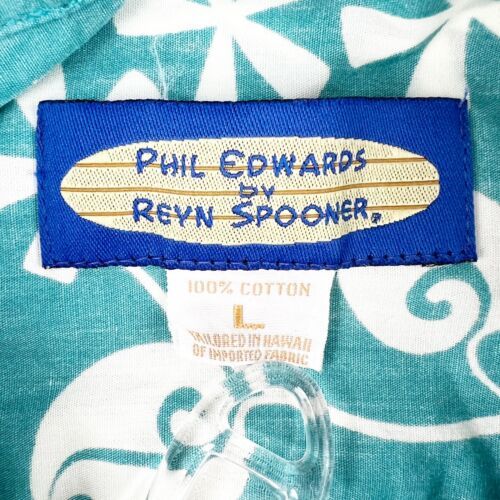 PHIL EDWARDS
BY
REYN SPOONER®
100% COTTON
L
TAILORED IN HAWAII
OF IMPORTED FABRIC